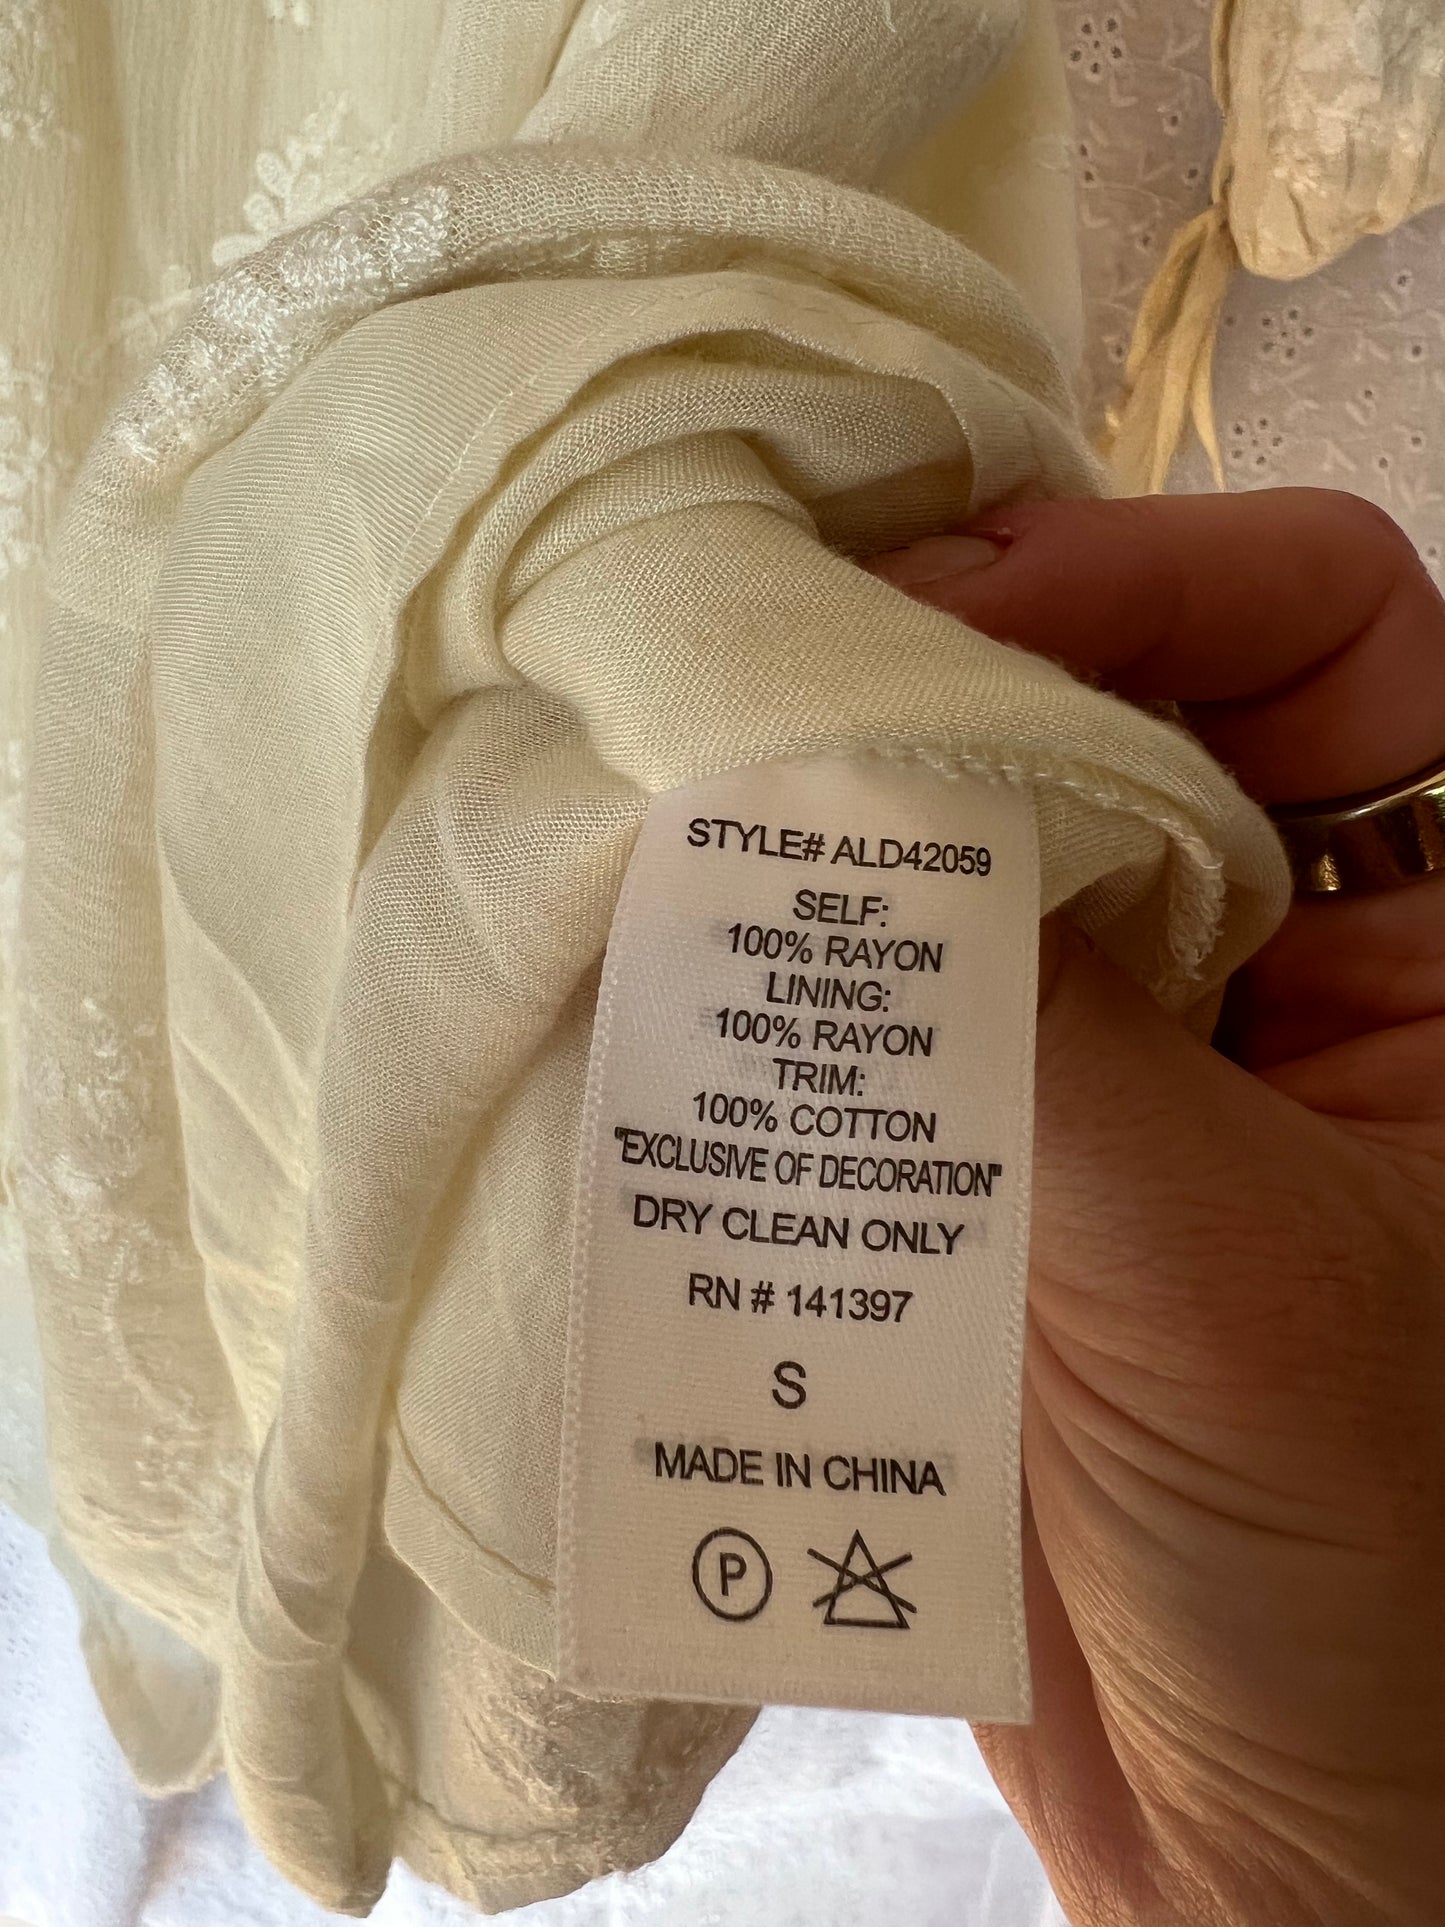 STYLE# ALD42059
SELF:
100% RAYON
LINING:
100% RAYON
TRIM:
100% COTTON
"EXCLUSIVE OF DECORATION"
DRY CLEAN ONLY
RN # 141397
S
MADE IN CHINA
P